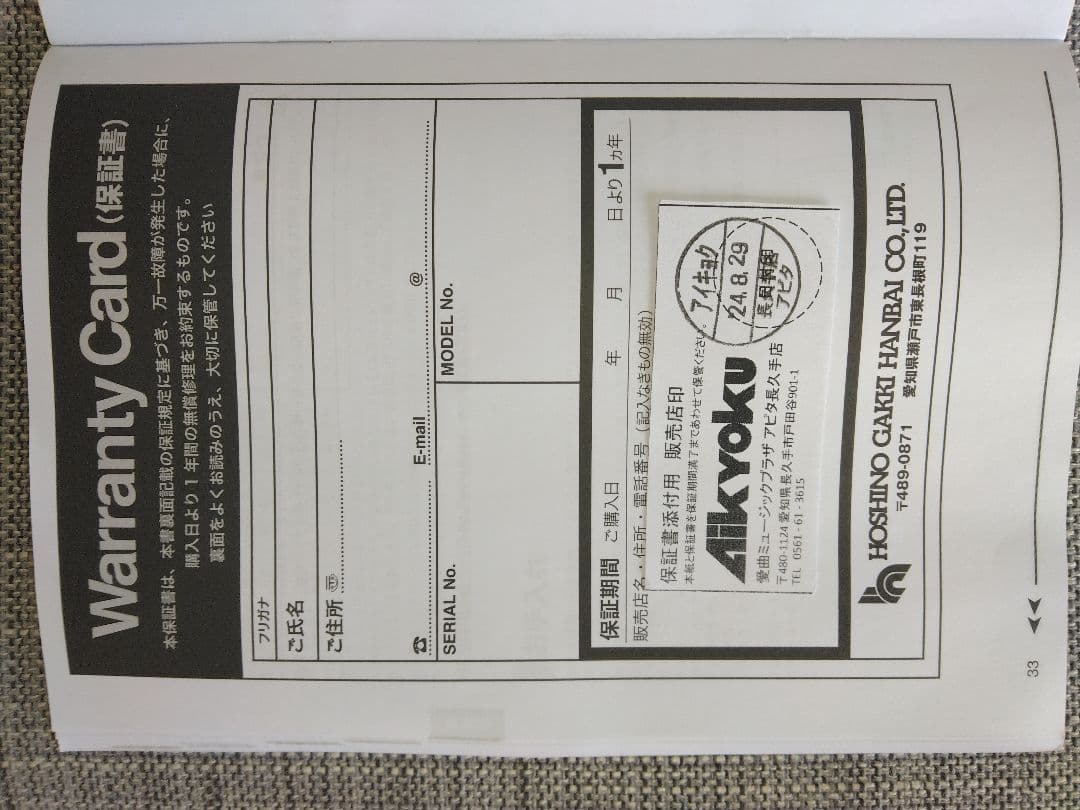 Warranty Card（保証書）
本保証書は、本書裏面記載の保証規定に基づき、万一故障が発生した場合に、
購入日より1年間の無償修理をお約束するものです。
裏面をよくお読みのうえ、大切に保管してください
フリガナ
ご氏名
ご住所 〒
☎ E-mail @
SERIAL No. MODEL No.
保証期間 ご購入日 年 月 日より1カ年
販売店名・住所・電話番号（記入なきもの無効）
保証書添付用 販売店印
本紙と保証書を保証期間満了まであわせて保管ください。
AIKYOKU
愛曲ミュージックプラザ アピタ長久手店
〒480-1124 愛知県長久手市戸田谷901-1
TEL 0561-61-3615
アイキョク
'24.8.29
アピタ
HOSHINO GAKKI HANBAI CO.,LTD.
〒489-0871 愛知県瀬戸市東長根町119
33